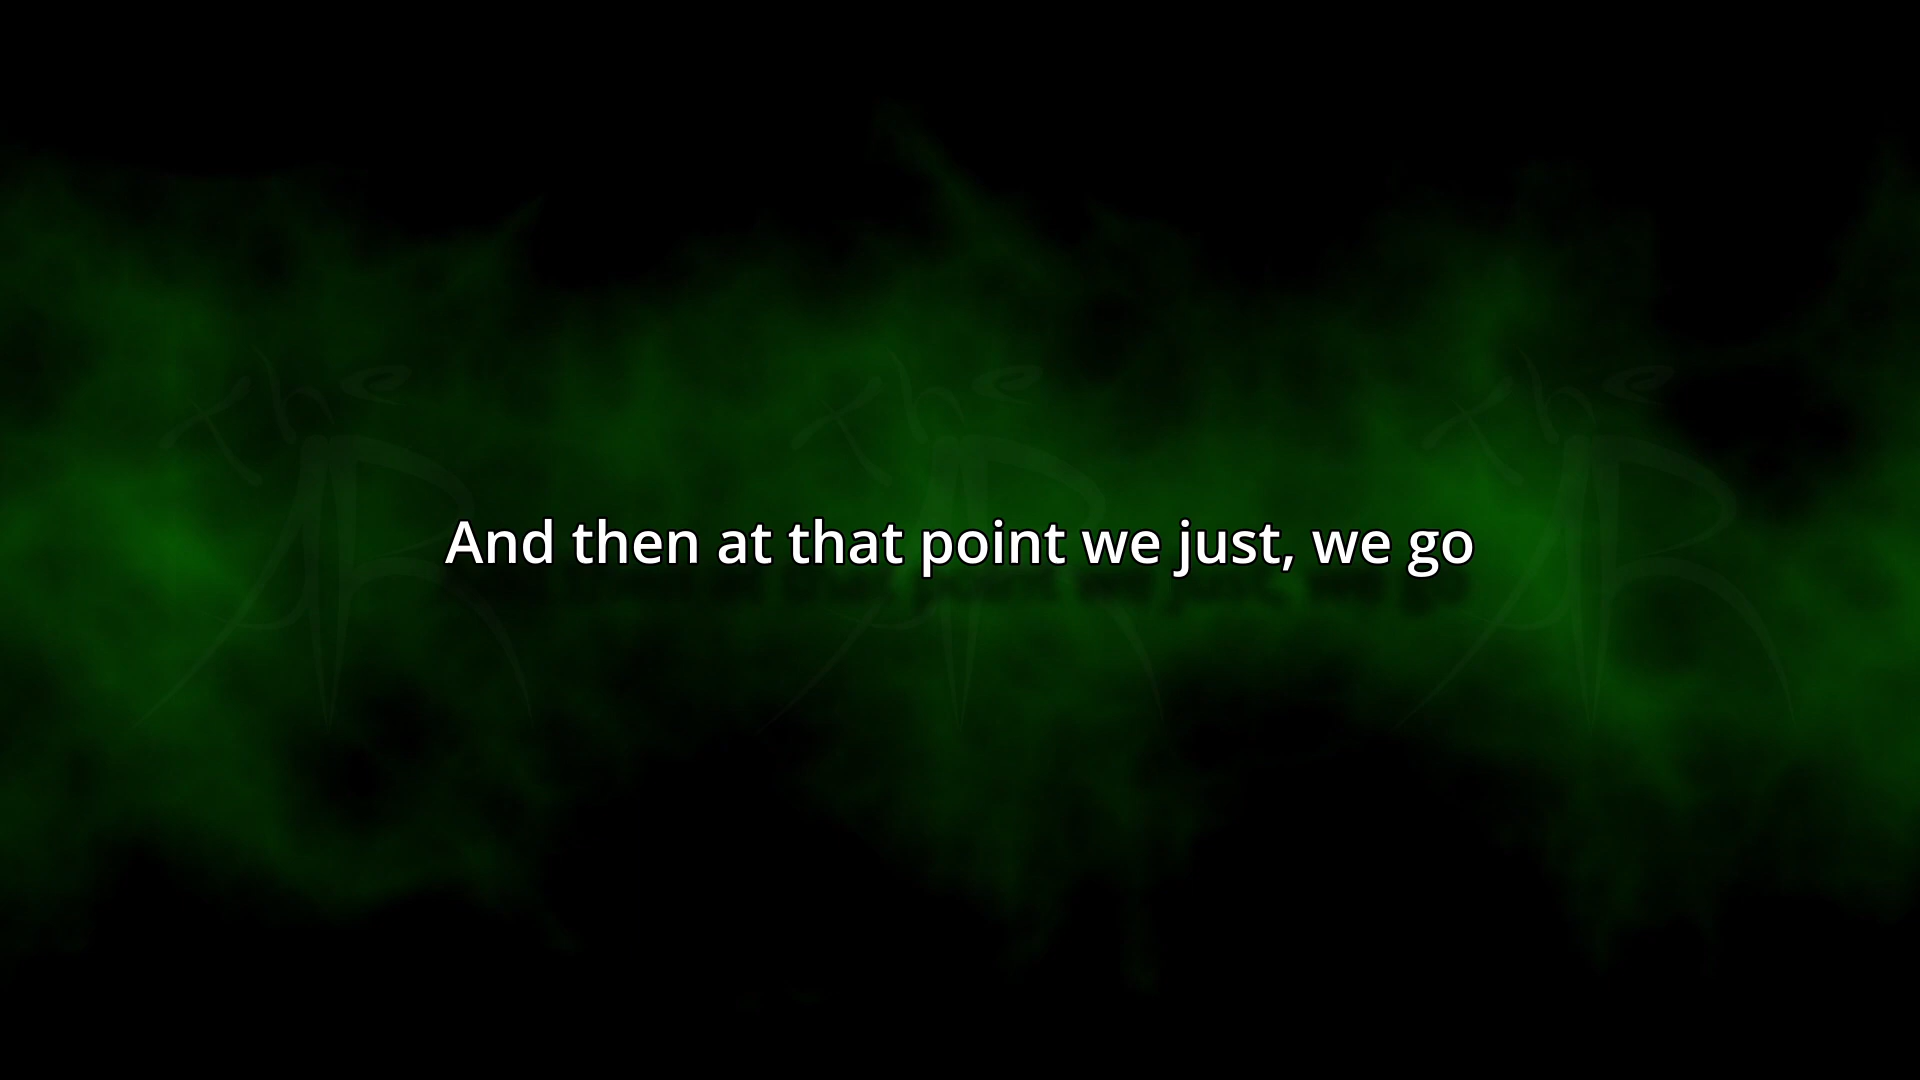 And then at that point we just, we go